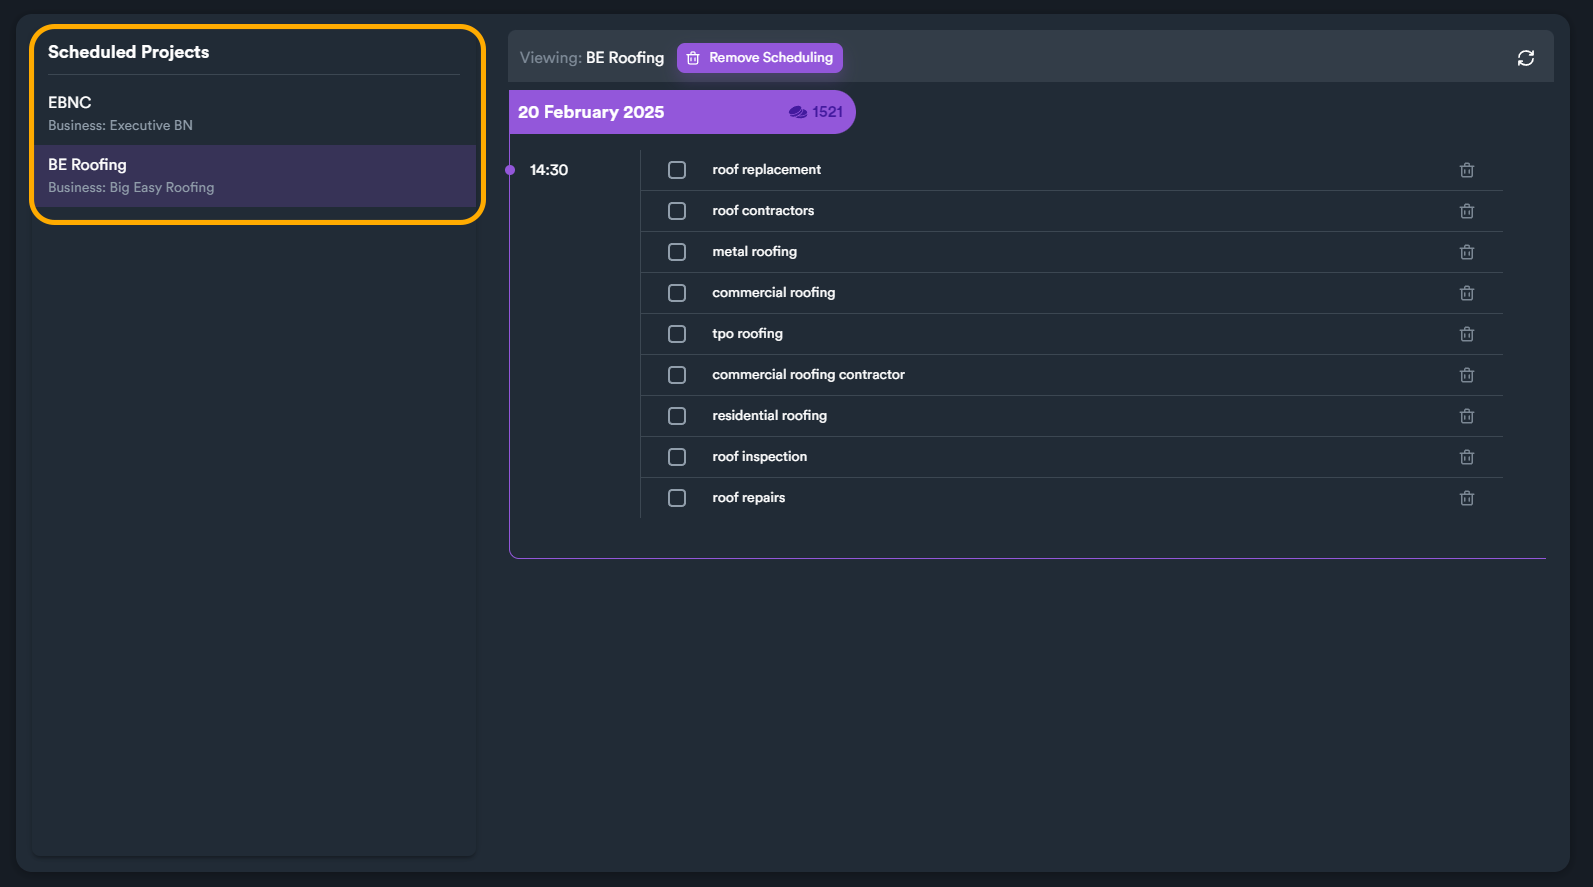 Scheduled Projects
EBNC
Business: Executive BN
BE Roofing
Business: Big Easy Roofing
Viewing: BE Roofing
Remove Scheduling
20 February 2025
1521
14:30
roof replacement
roof contractors
metal roofing
commercial roofing
tpo roofing
commercial roofing contractor
residential roofing
roof inspection
roof repairs